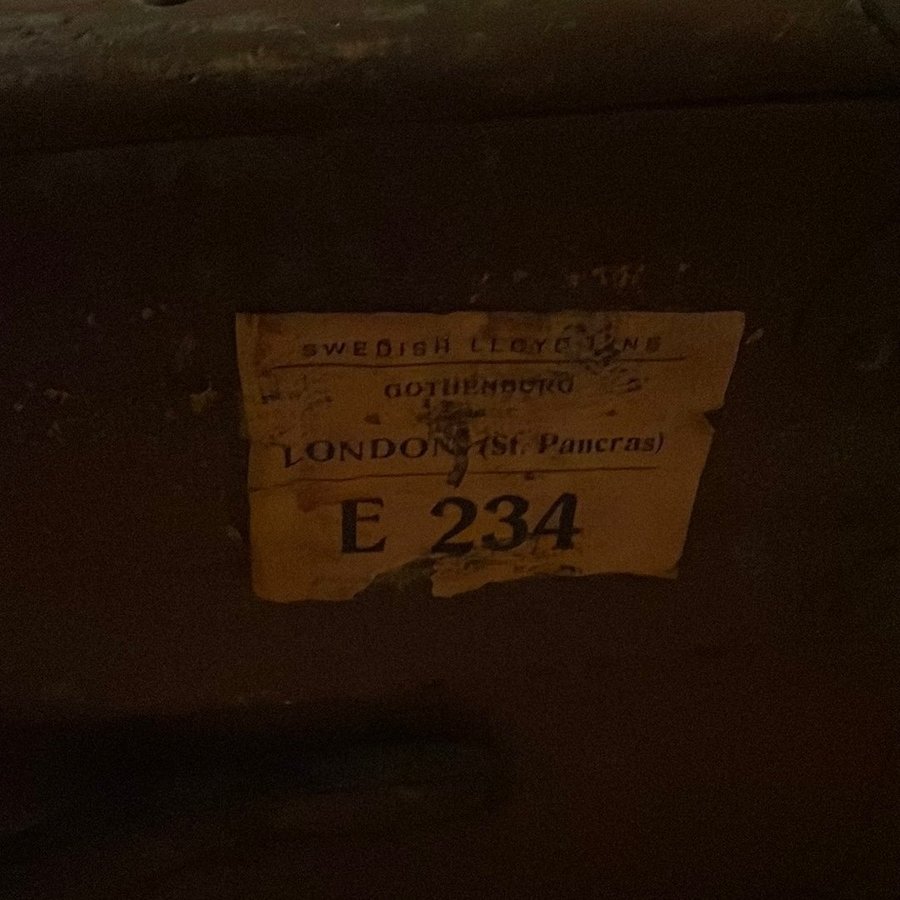 SWEDISH LLOYD LINE
GOTHENBURG
LONDON (St. Pancras)
E 234